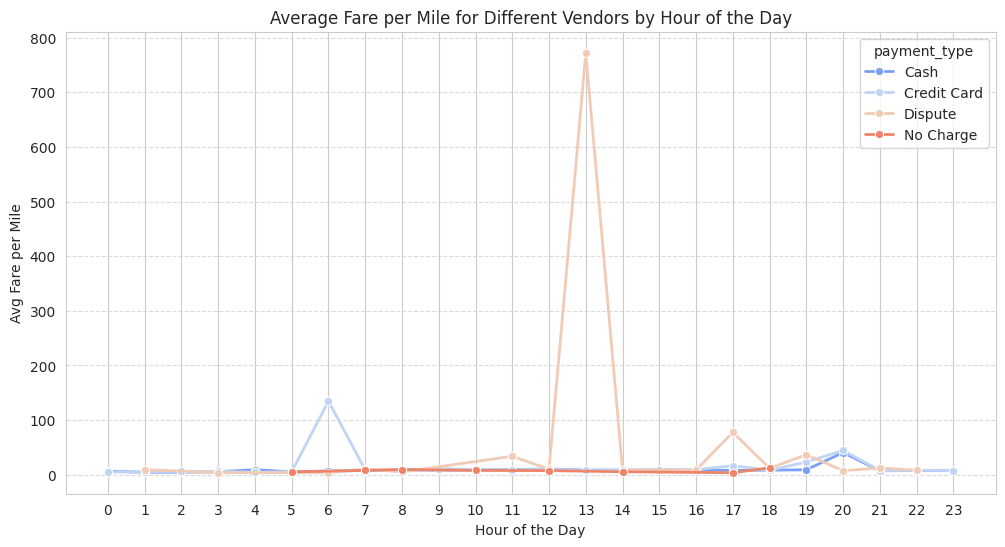 Average Fare per Mile for Different Vendors by Hour of the Day
payment_type
Cash
Credit Card
Dispute
No Charge
Avg Fare per Mile
800
700
600
500
400
300
200
100
0
0 1 2 3 4 5 6 7 8 9 10 11 12 13 14 15 16 17 18 19 20 21 22 23
Hour of the Day